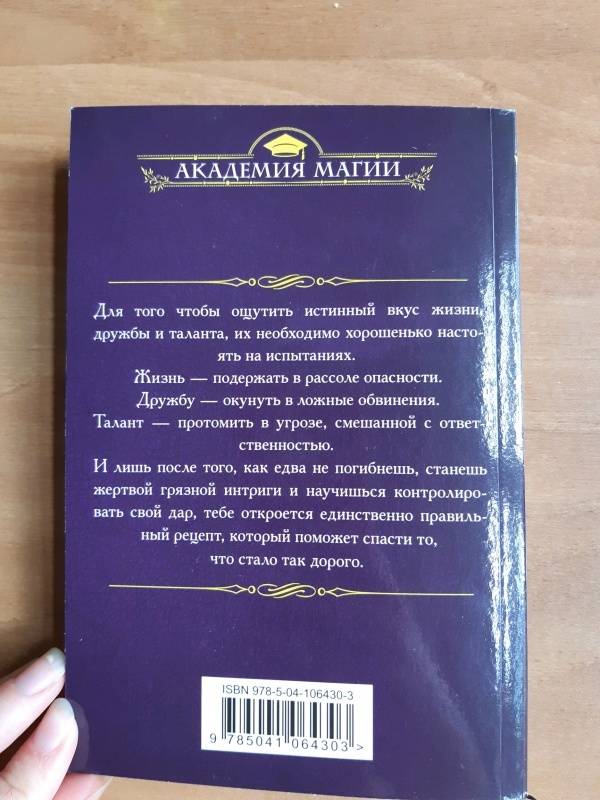 АКАДЕМИЯ МАГИИ
Для того чтобы ощутить истинный вкус жизни,
дружбы и таланта, их необходимо хорошенько насто-
ять на испытаниях.
Жизнь — подержать в рассоле опасности.
Дружбу — окунуть в ложные обвинения.
Талант — протомить в угрозе, смешанной с ответ-
ственностью.
И лишь после того, как едва не погибнешь, станешь
жертвой грязной интриги и научишься контролиро-
вать свой дар, тебе откроется единственно правиль-
ный рецепт, который поможет спасти то,
что стало так дорого.
ISBN 978-5-04-106430-3
9 785041 064303 >